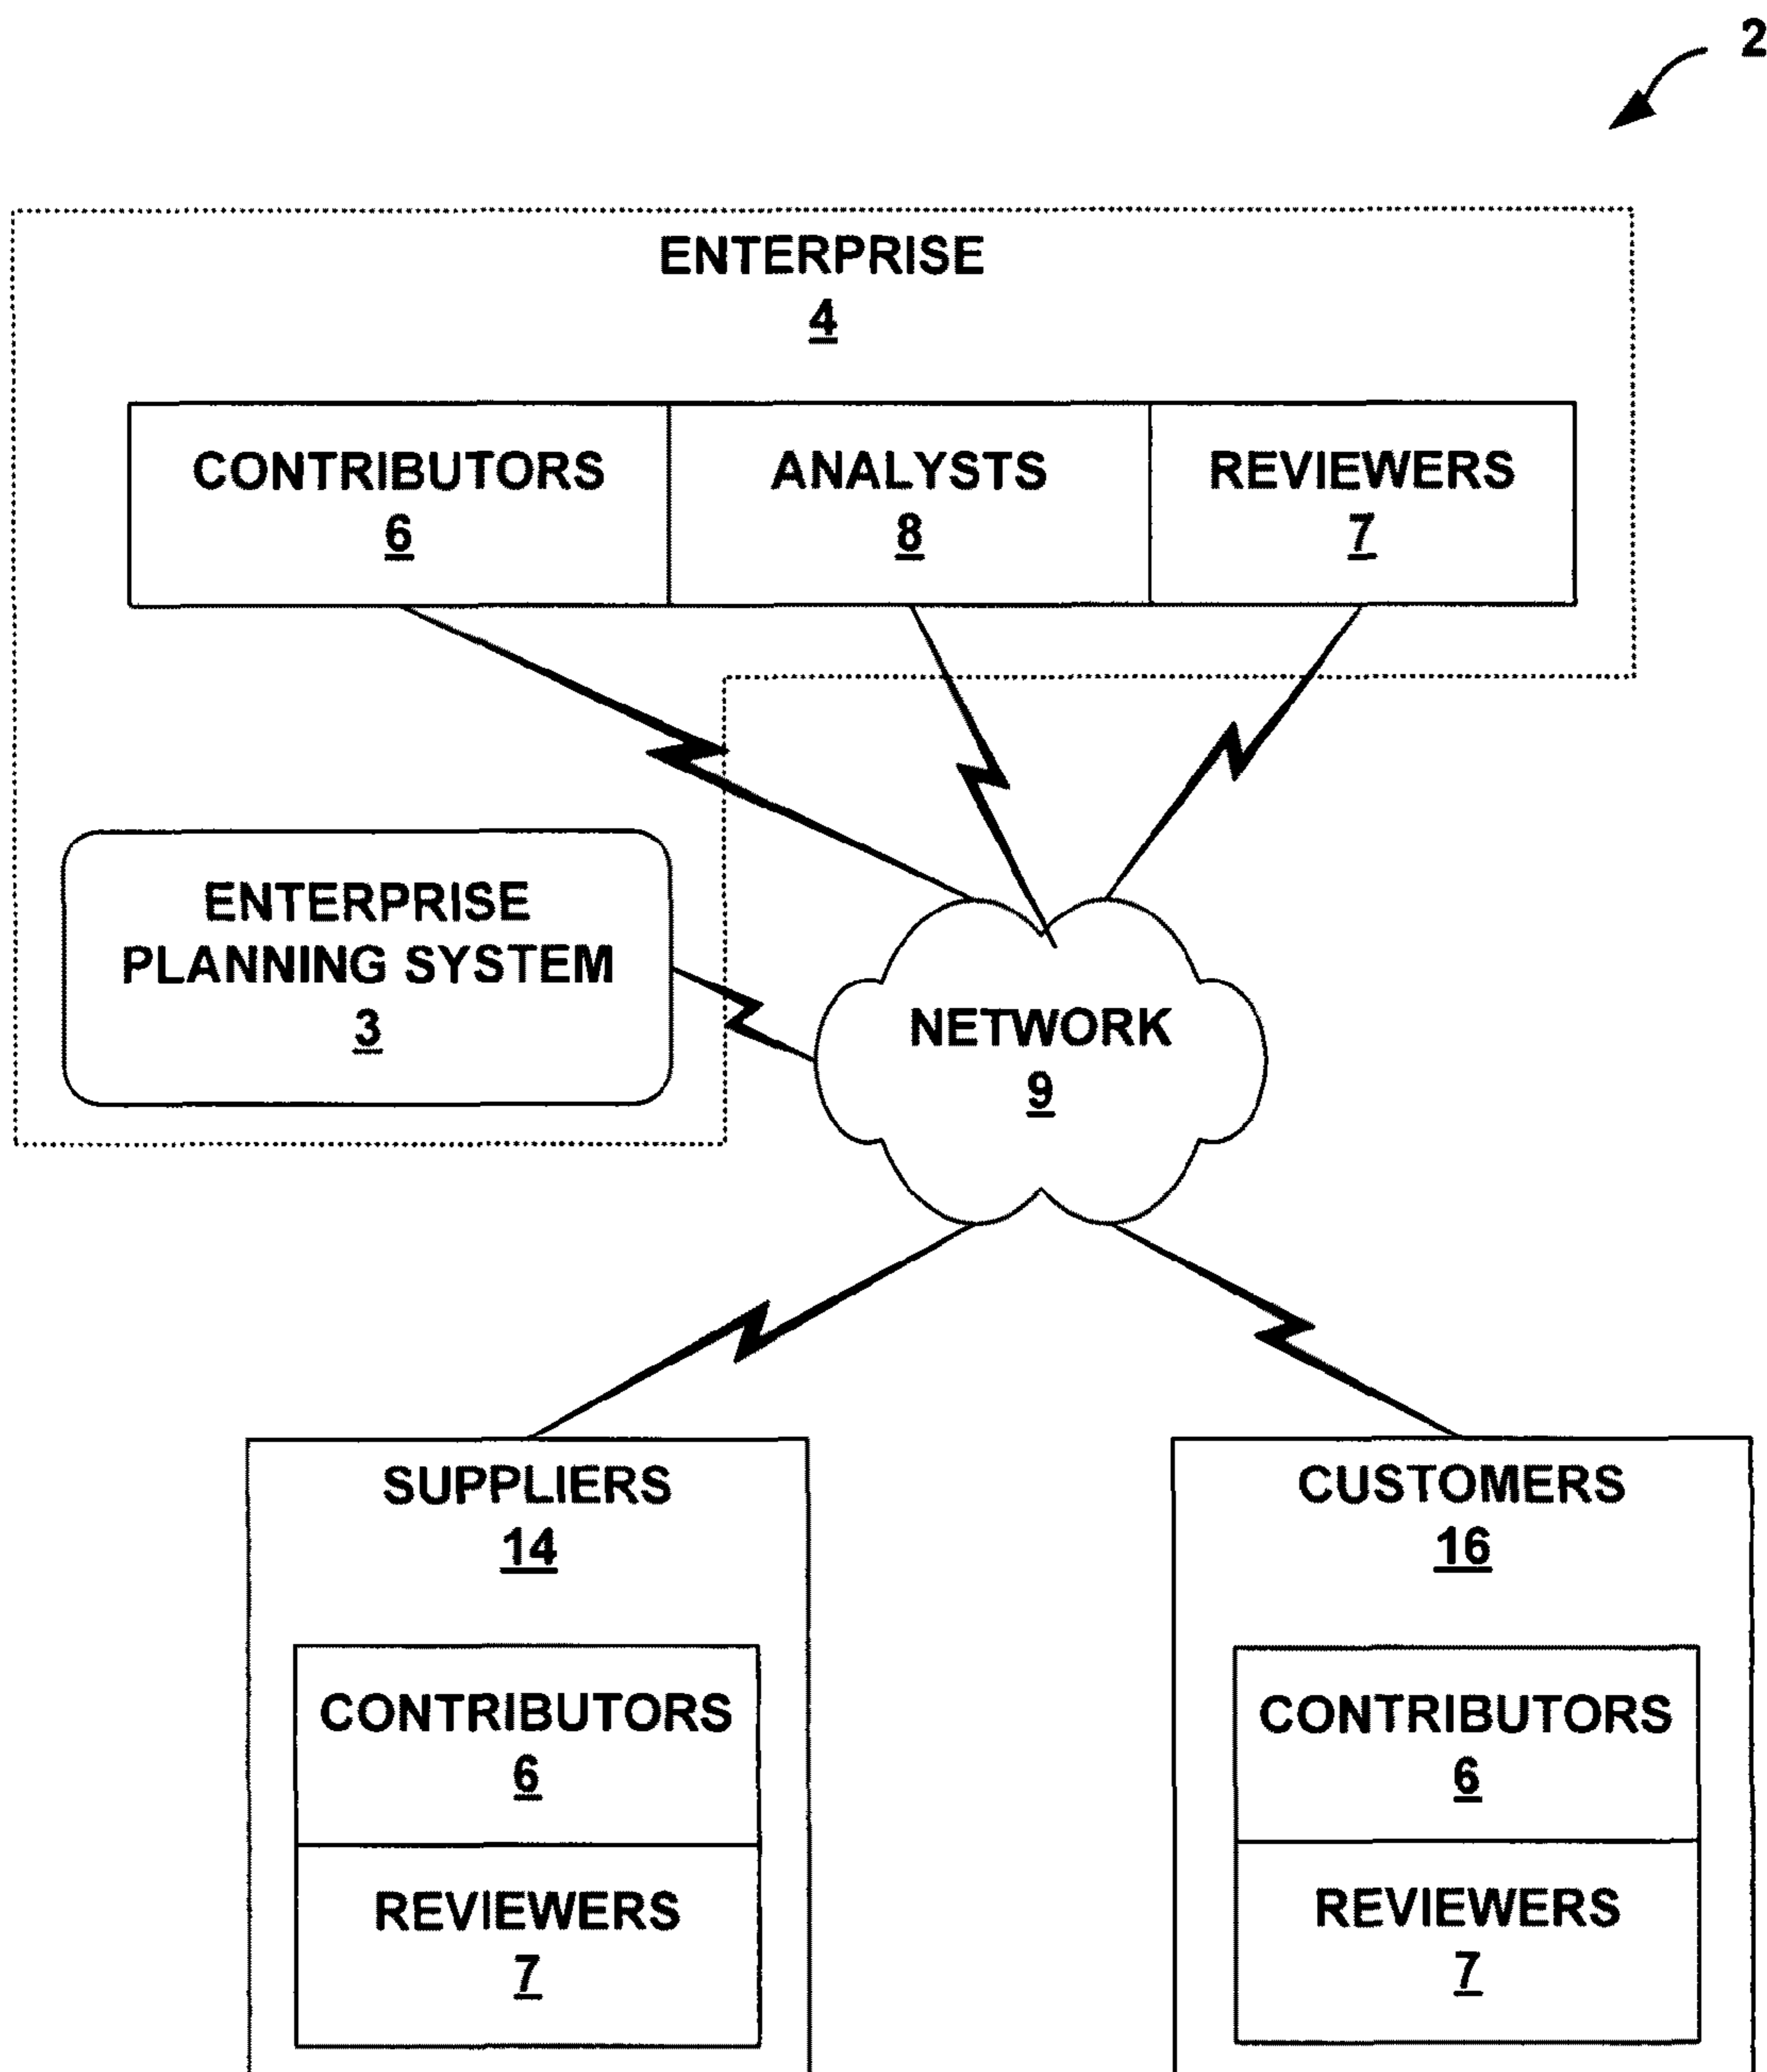 2
ENTERPRISE
4
CONTRIBUTORS
6
ANALYSTS
8
REVIEWERS
7
ENTERPRISE
PLANNING SYSTEM
3
NETWORK
9
SUPPLIERS
14
CONTRIBUTORS
6
REVIEWERS
7
CUSTOMERS
16
CONTRIBUTORS
6
REVIEWERS
7